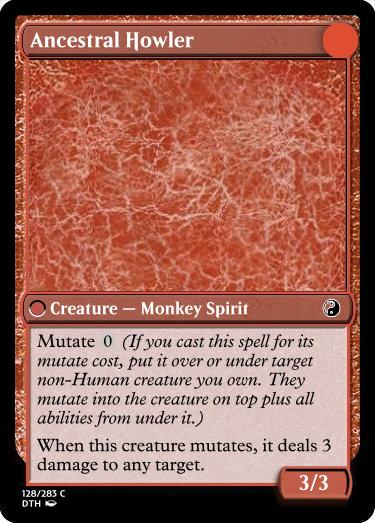 Ancestral Howler
Creature — Monkey Spirit
Mutate 0 (If you cast this spell for its
mutate cost, put it over or under target
non-Human creature you own. They
mutate into the creature on top plus all
abilities from under it.)
When this creature mutates, it deals 3
damage to any target.
3/3
128/283 C
DTH